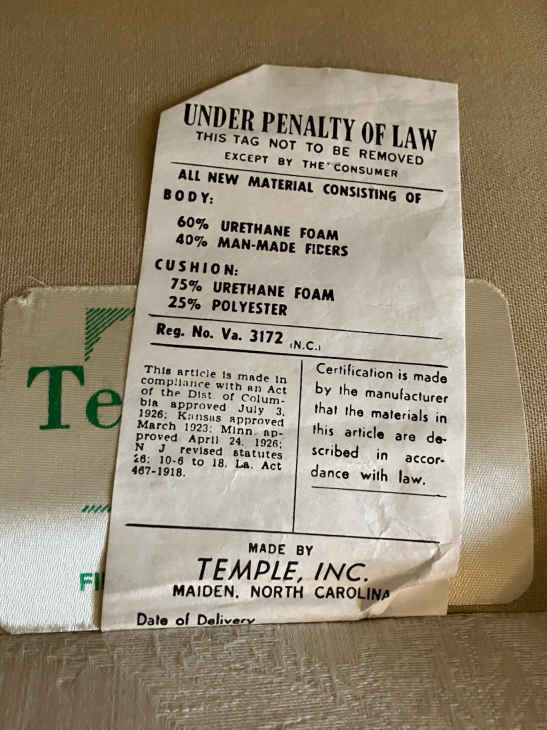 UNDER PENALTY OF LAW
THIS TAG NOT TO BE REMOVED
EXCEPT BY THE CONSUMER
ALL NEW MATERIAL CONSISTING OF
BODY:
60% URETHANE FOAM
40% MAN-MADE FICERS
CUSHION:
75% URETHANE FOAM
25% POLYESTER
Reg. No. Va. 3172 (N.C.)
This article is made in
compliance with an Act
of the Dist. of Colum-
bia approved July 3,
1926; Kansas approved
March 1923; Minn. ap-
proved April 24, 1926;
N J revised statutes
26; 10-6 to 18, La. Act
467-1918.
Certification is made
by the manufacturer
that the materials in
this article are de-
scribed in accor-
dance with law.
MADE BY
TEMPLE, INC.
MAIDEN, NORTH CAROLINA
Date of Delivery
Te
FI